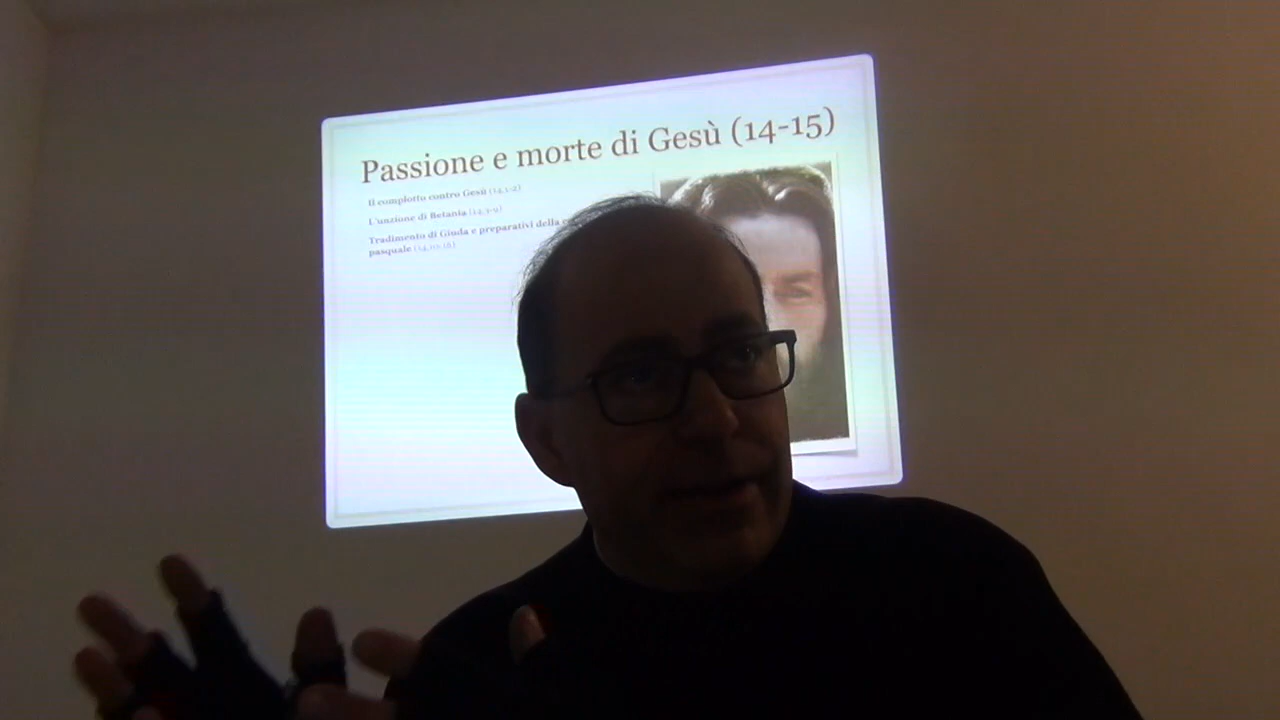 Passione e morte di Gesù (14-15)
Il complotto contro Gesù (14,1-2)
L'unzione di Betania (14,3-9)
Tradimento di Giuda e preparativi della
pasquale (14,10-16)